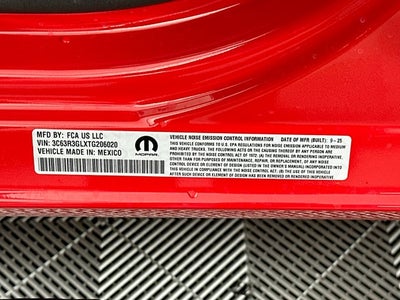 MFD BY: FCA US LLC
VIN: 3C63R3GLXTG206020
VEHICLE MADE IN: MEXICO
MOPAR
VEHICLE NOISE EMISSION CONTROL INFORMATION DATE OF MFR (BUILT): 9 - 25
THIS VEHICLE CONFORMS TO U.S. EPA REGULATIONS FOR NOISE EMISSION APPLICABLE TO MEDIUM
AND HEAVY TRUCKS. THE FOLLOWING ACTS OR THE CAUSING THEREOF BY ANY
PERSON ARE PROHIBITED BY THE NOISE CONTROL ACT OF 1972. (A) THE REMOVAL OR RENDERING INOPERATIVE,
OTHER THAN FOR PURPOSES OF MAINTENANCE, REPAIR, OR REPLACEMENT, OF ANY
NOISE CONTROL DEVICE OR ELEMENT OF DESIGN (LISTED IN THE OWNER'S MANUAL)
INCORPORATED INTO THIS VEHICLE IN COMPLIANCE WITH THE NOISE CONTROL
ACT. (B) THE USE OF THIS VEHICLE AFTER SUCH DEVICE OR ELEMENT OF DESIGN
HAS BEEN REMOVED OR RENDERED INOPERATIVE.